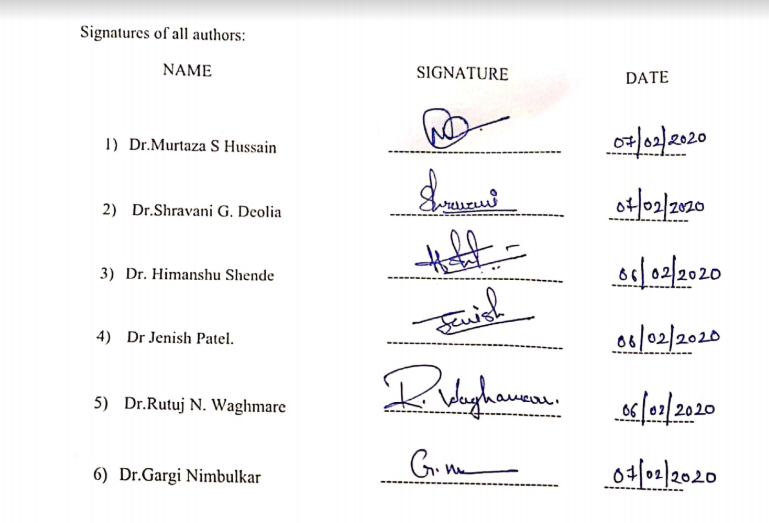 Signatures of all authors:
NAME SIGNATURE DATE
1) Dr.Murtaza S Hussain 07/02/2020
2) Dr.Shravani G. Deolia Shravani 07/02/2020
3) Dr. Himanshu Shende 06/02/2020
4) Dr Jenish Patel. Jenish 06/02/2020
5) Dr.Rutuj N. Waghmare R. Waghmare. 06/02/2020
6) Dr.Gargi Nimbulkar 07/02/2020